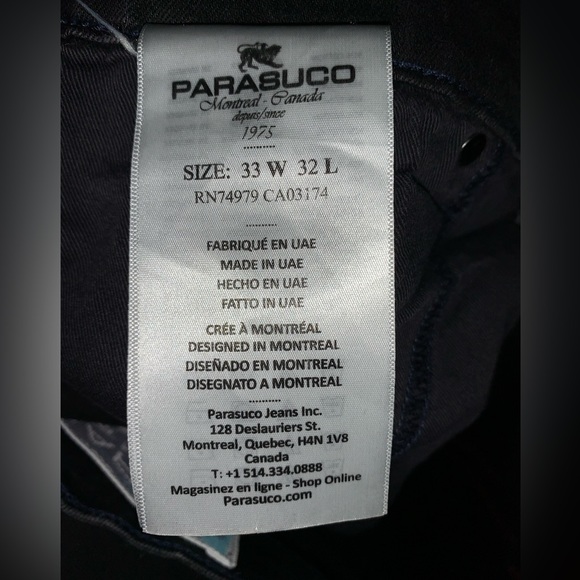 PARASUCO
Montreal - Canada
depuis/since
1975
SIZE: 33 W 32 L
RN74979 CA03174
FABRIQUÉ EN UAE
MADE IN UAE
HECHO EN UAE
FATTO IN UAE
CRÉE À MONTRÉAL
DESIGNED IN MONTREAL
DISEÑADO EN MONTREAL
DISEGNATO A MONTREAL
Parasuco Jeans Inc.
128 Deslauriers St.
Montreal, Quebec, H4N 1V8
Canada
T: +1 514.334.0888
Magasinez en ligne - Shop Online
Parasuco.com